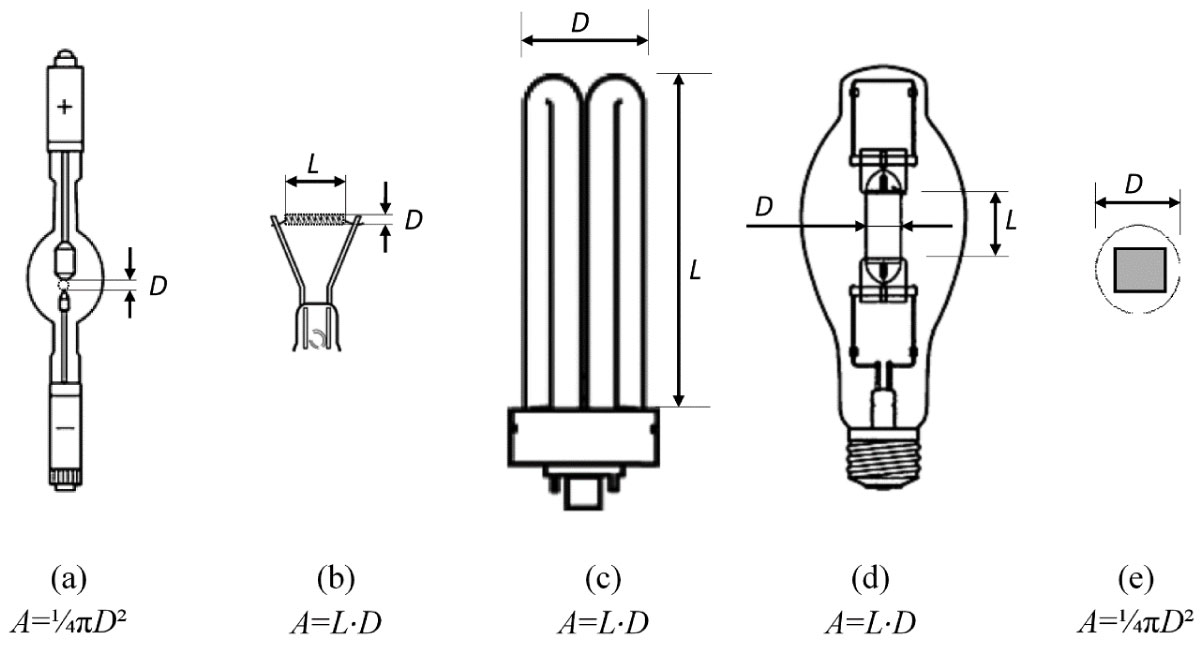 +
−
D
L
D
D
L
D
L
D
(a)
(b)
(c)
(d)
(e)
A=¼πD²
A=L·D
A=L·D
A=L·D
A=¼πD²